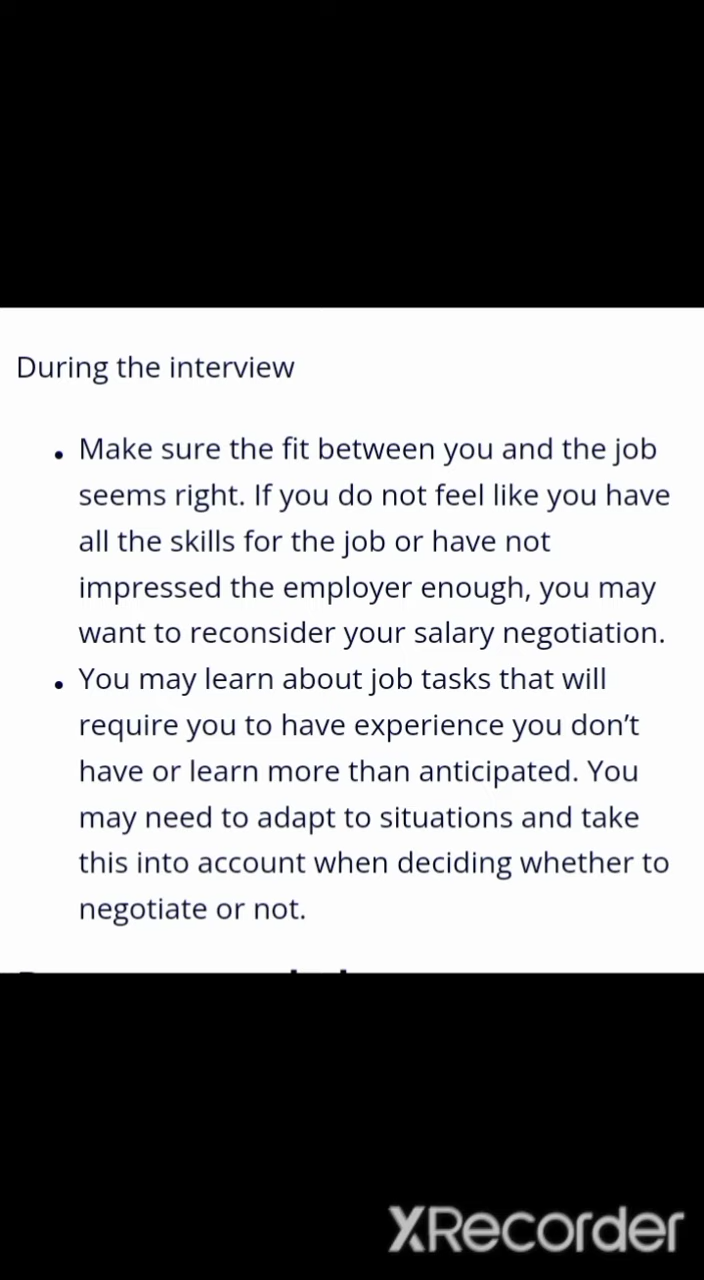 During the interview
• Make sure the fit between you and the job
seems right. If you do not feel like you have
all the skills for the job or have not
impressed the employer enough, you may
want to reconsider your salary negotiation.
• You may learn about job tasks that will
require you to have experience you don’t
have or learn more than anticipated. You
may need to adapt to situations and take
this into account when deciding whether to
negotiate or not.
XRecorder